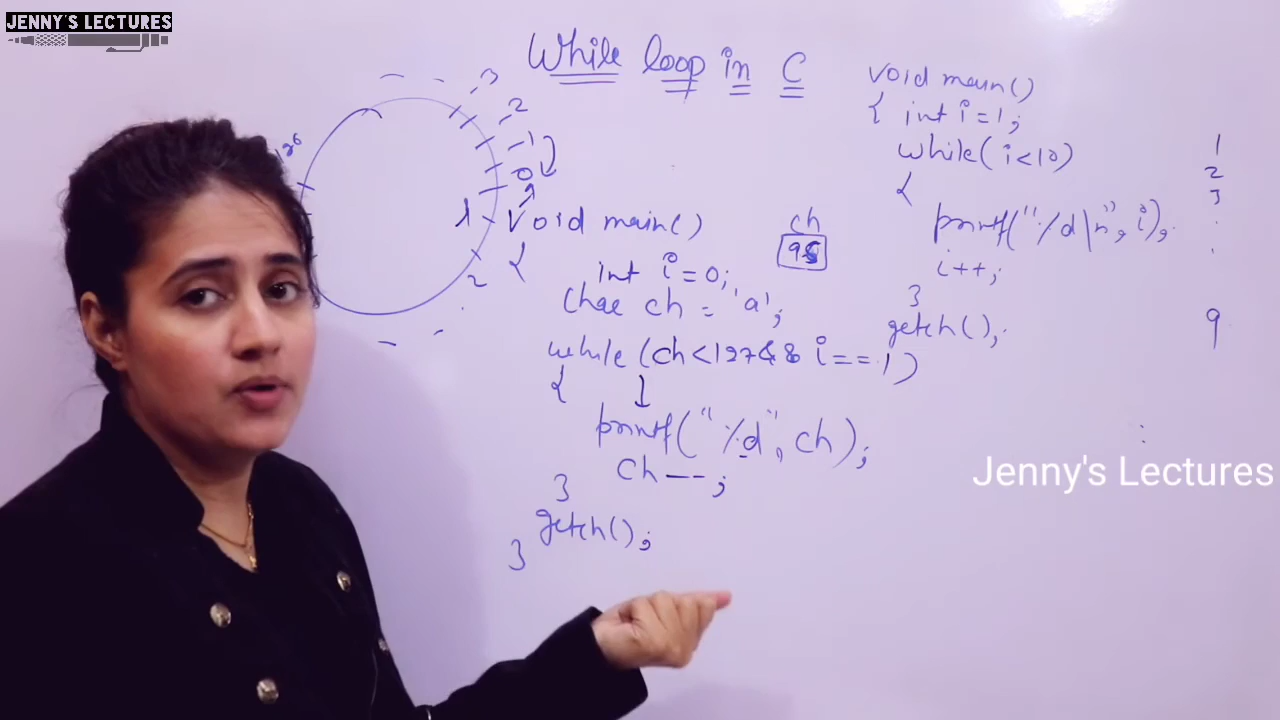 JENNY'S LECTURES
While loop in C
void main()
{ int i=1;
while( i<10)
{
printf("%d\n", i);
i++;
}
getch();
1
2
3
.
.
9
- 3
- 2
- 1
0
1
2
126
void main()
{
int i=0;
char ch = 'a';
while (ch<127 && i==1)
{
printf("%d", ch);
ch--;
}
getch();
}
ch
Jenny's Lectures